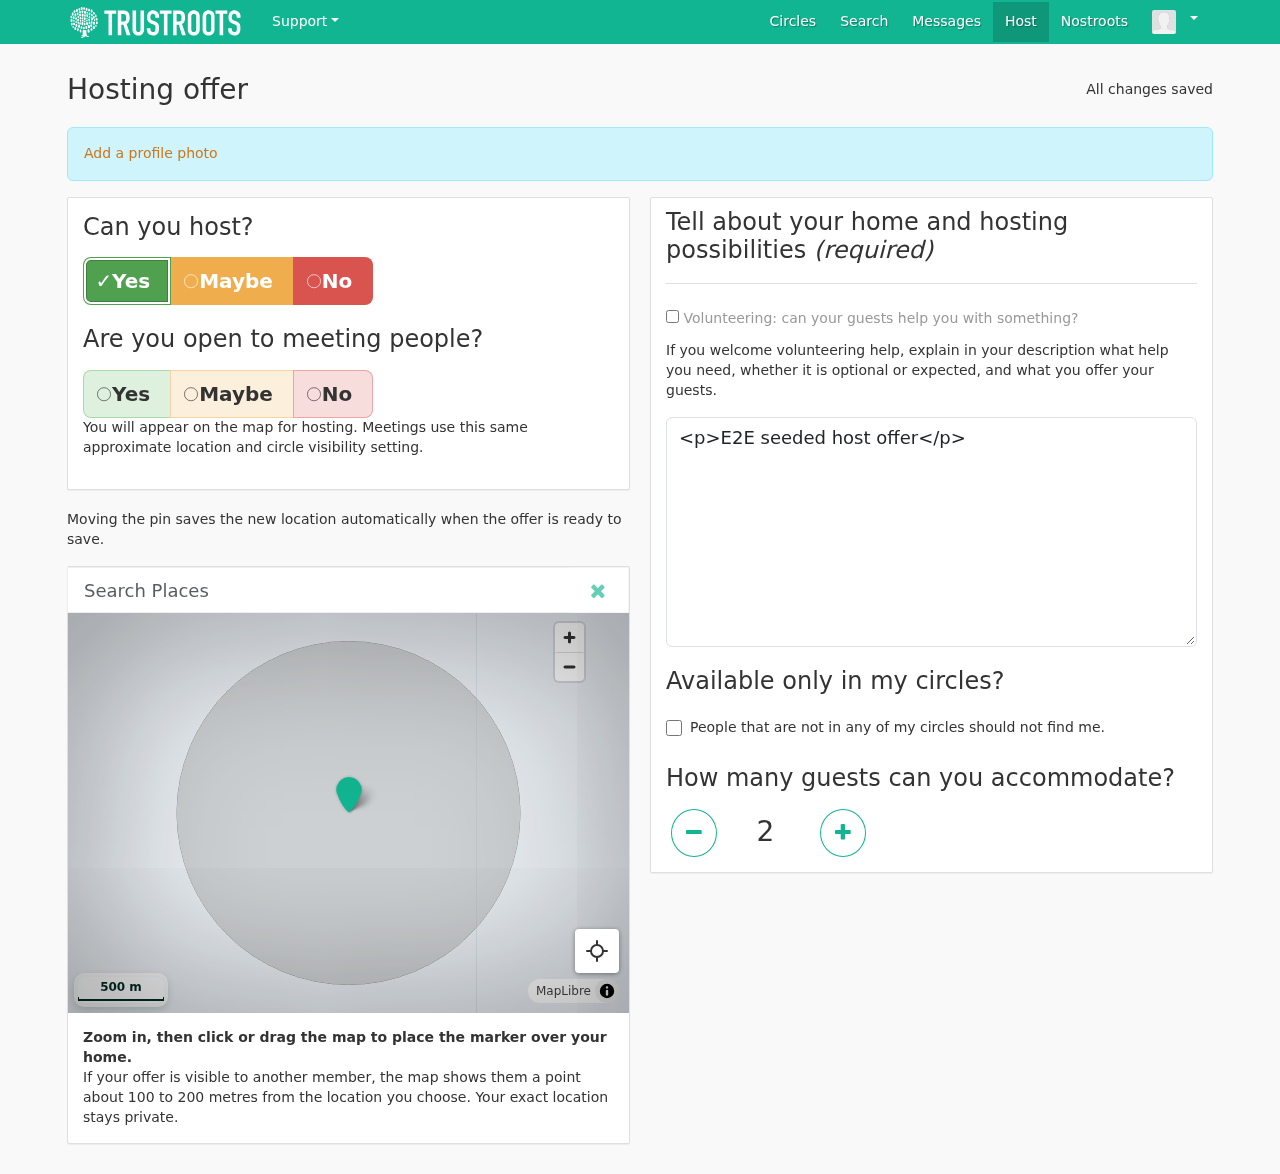 TRUSTROOTS
Support
Circles
Search
Messages
Host
Nostroots
Hosting offer
All changes saved
Add a profile photo
Can you host?
✓Yes
Maybe
No
Are you open to meeting people?
Yes
Maybe
No
You will appear on the map for hosting. Meetings use this same
approximate location and circle visibility setting.
Moving the pin saves the new location automatically when the offer is ready to
save.
Search Places
500 m
MapLibre
Zoom in, then click or drag the map to place the marker over your
home.
If your offer is visible to another member, the map shows them a point
about 100 to 200 metres from the location you choose. Your exact location
stays private.
Tell about your home and hosting
possibilities (required)
Volunteering: can your guests help you with something?
If you welcome volunteering help, explain in your description what help
you need, whether it is optional or expected, and what you offer your
guests.
<p>E2E seeded host offer</p>
Available only in my circles?
People that are not in any of my circles should not find me.
How many guests can you accommodate?
2